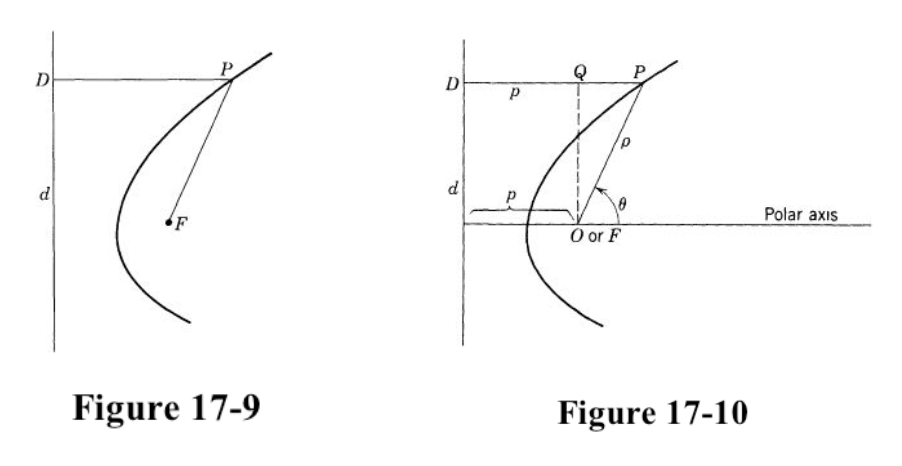 D
P
d
F
Figure 17-9
D
Q
P
p
ρ
d
p
θ
Polar axis
O or F
Figure 17-10